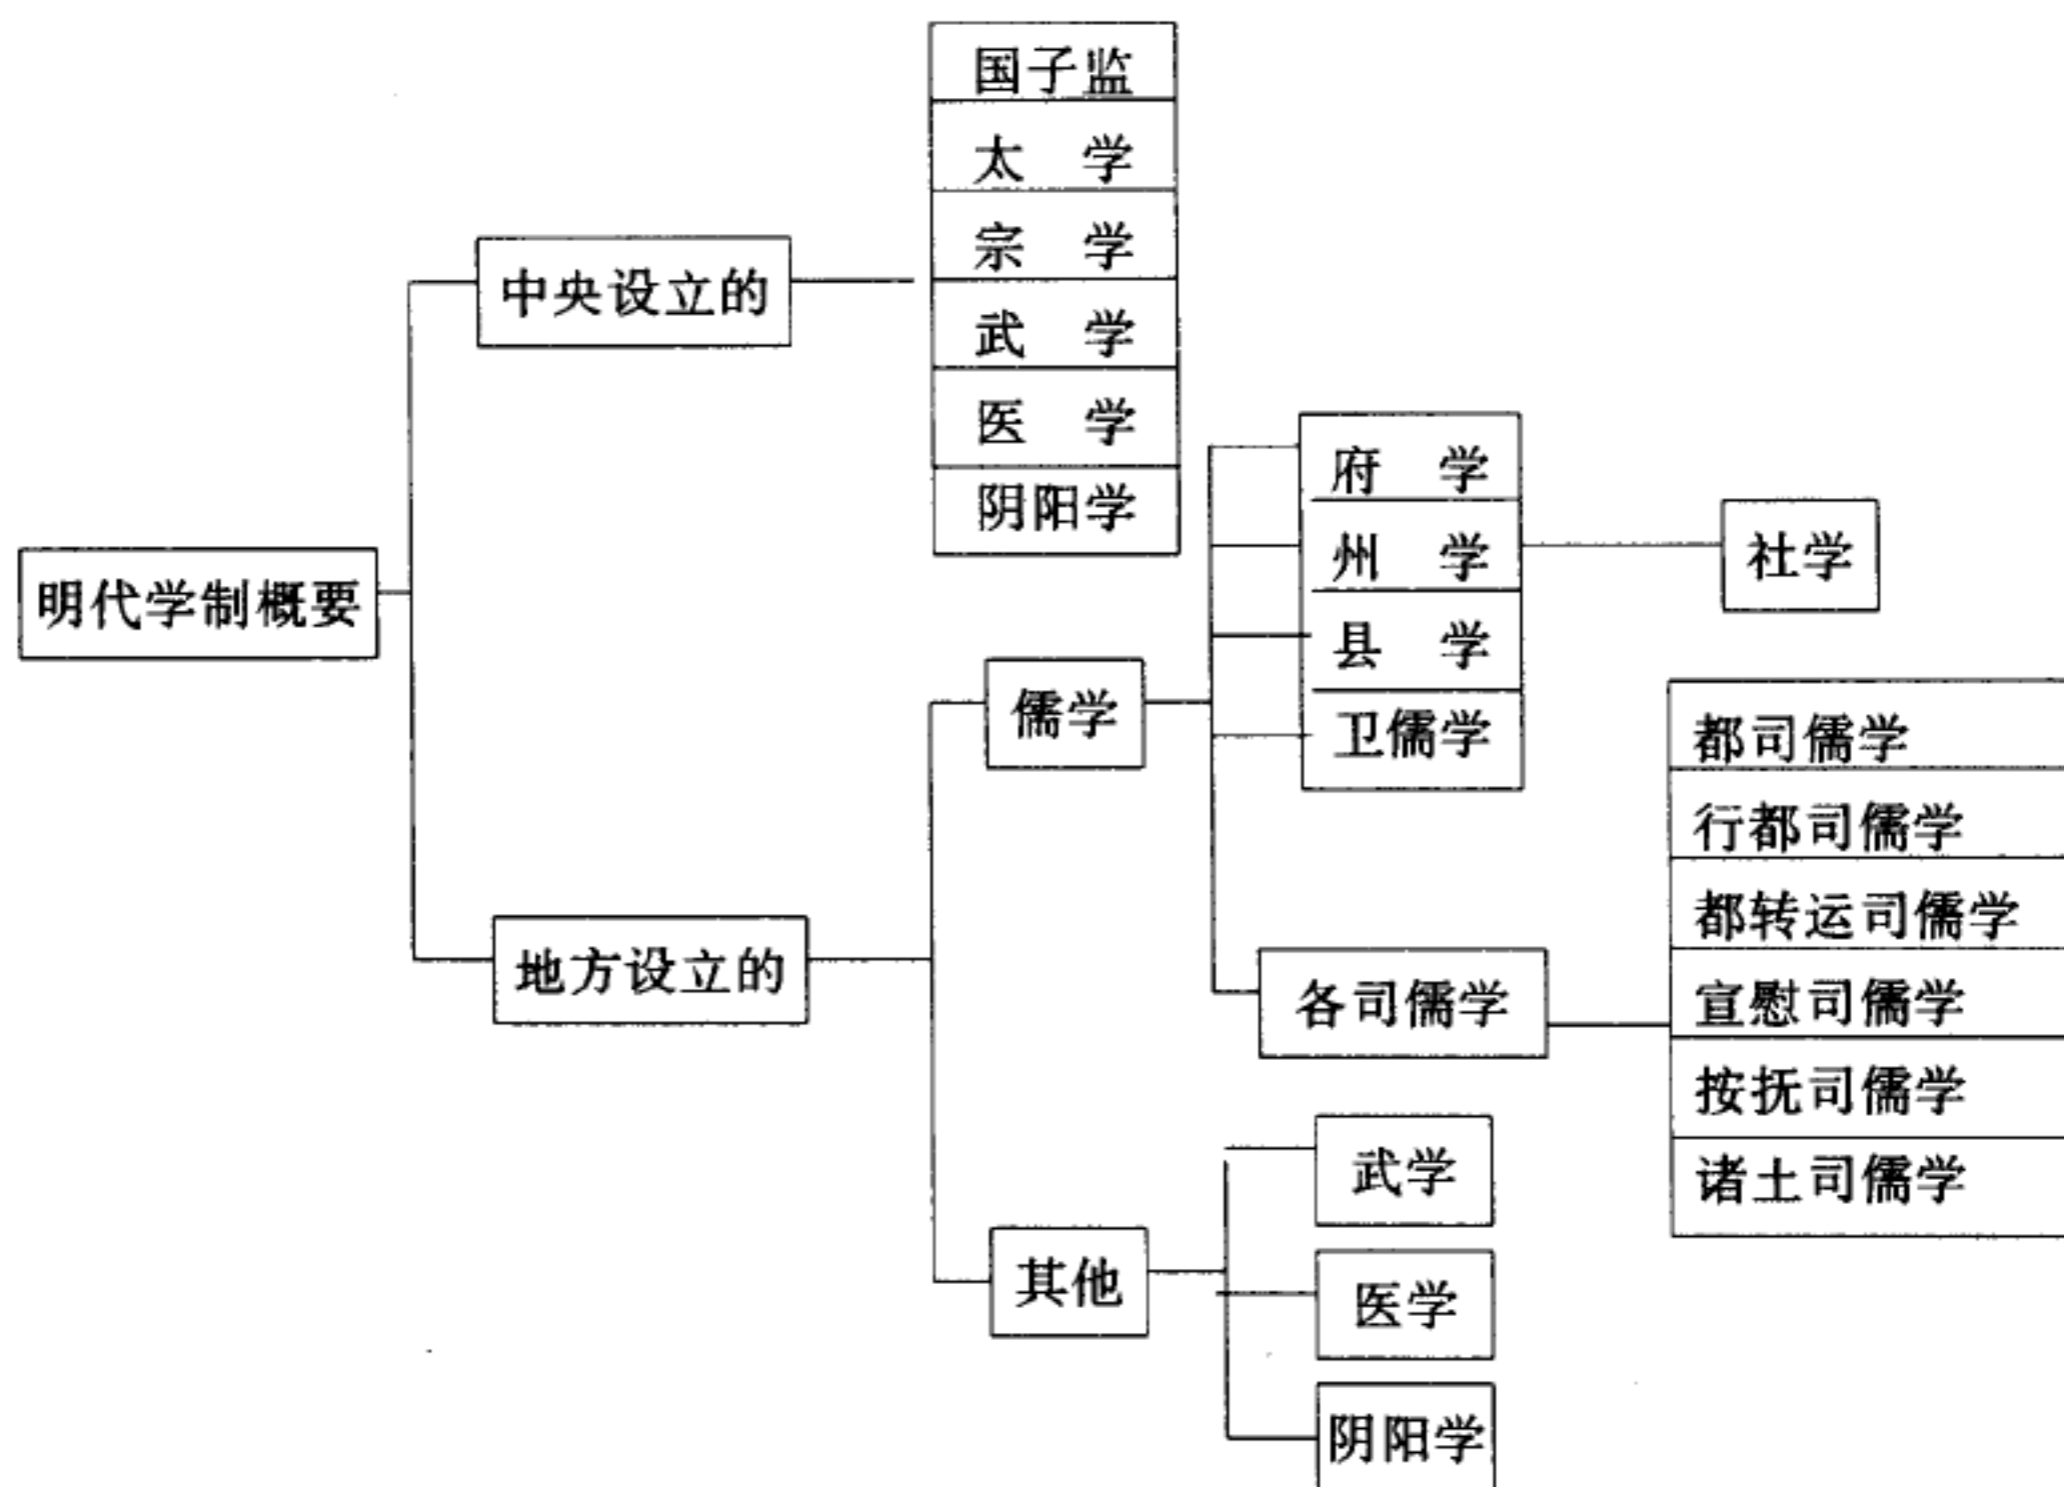 明代学制概要
中央设立的
国子监
太 学
宗 学
武 学
医 学
阴阳学
地方设立的
儒学
府 学
州 学
县 学
卫儒学
社学
各司儒学
都司儒学
行都司儒学
都转运司儒学
宣慰司儒学
按抚司儒学
诸土司儒学
其他
武学
医学
阴阳学